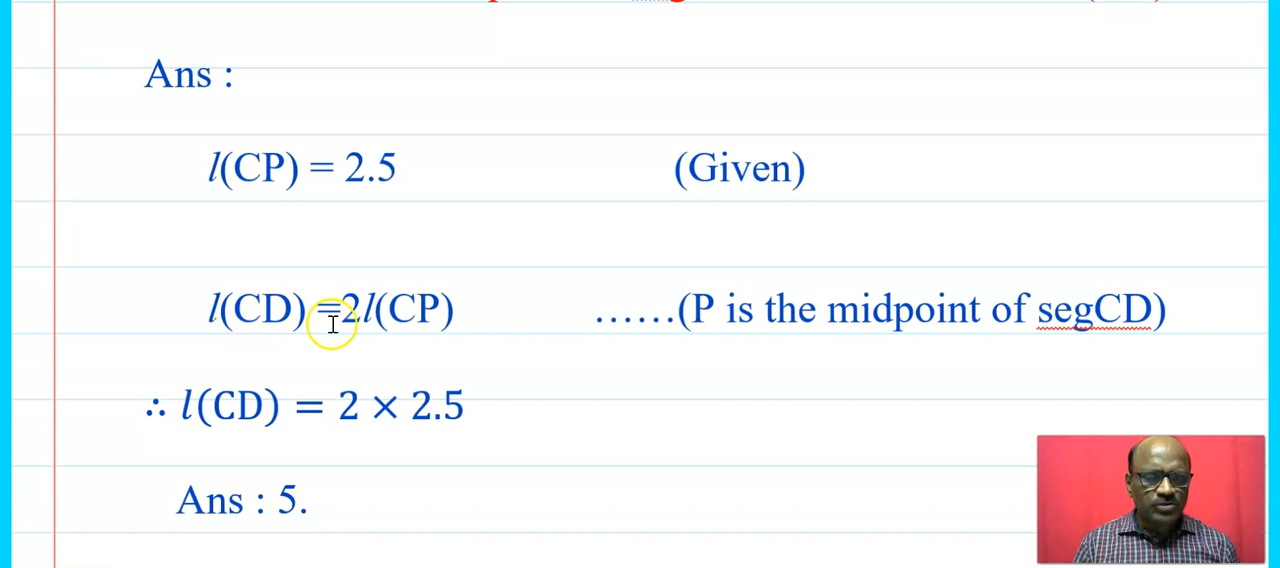 Ans :
l(CP) = 2.5 (Given)
l(CD) =2l(CP) ……(P is the midpoint of segCD)
∴ l(CD) = 2 × 2.5
Ans : 5.